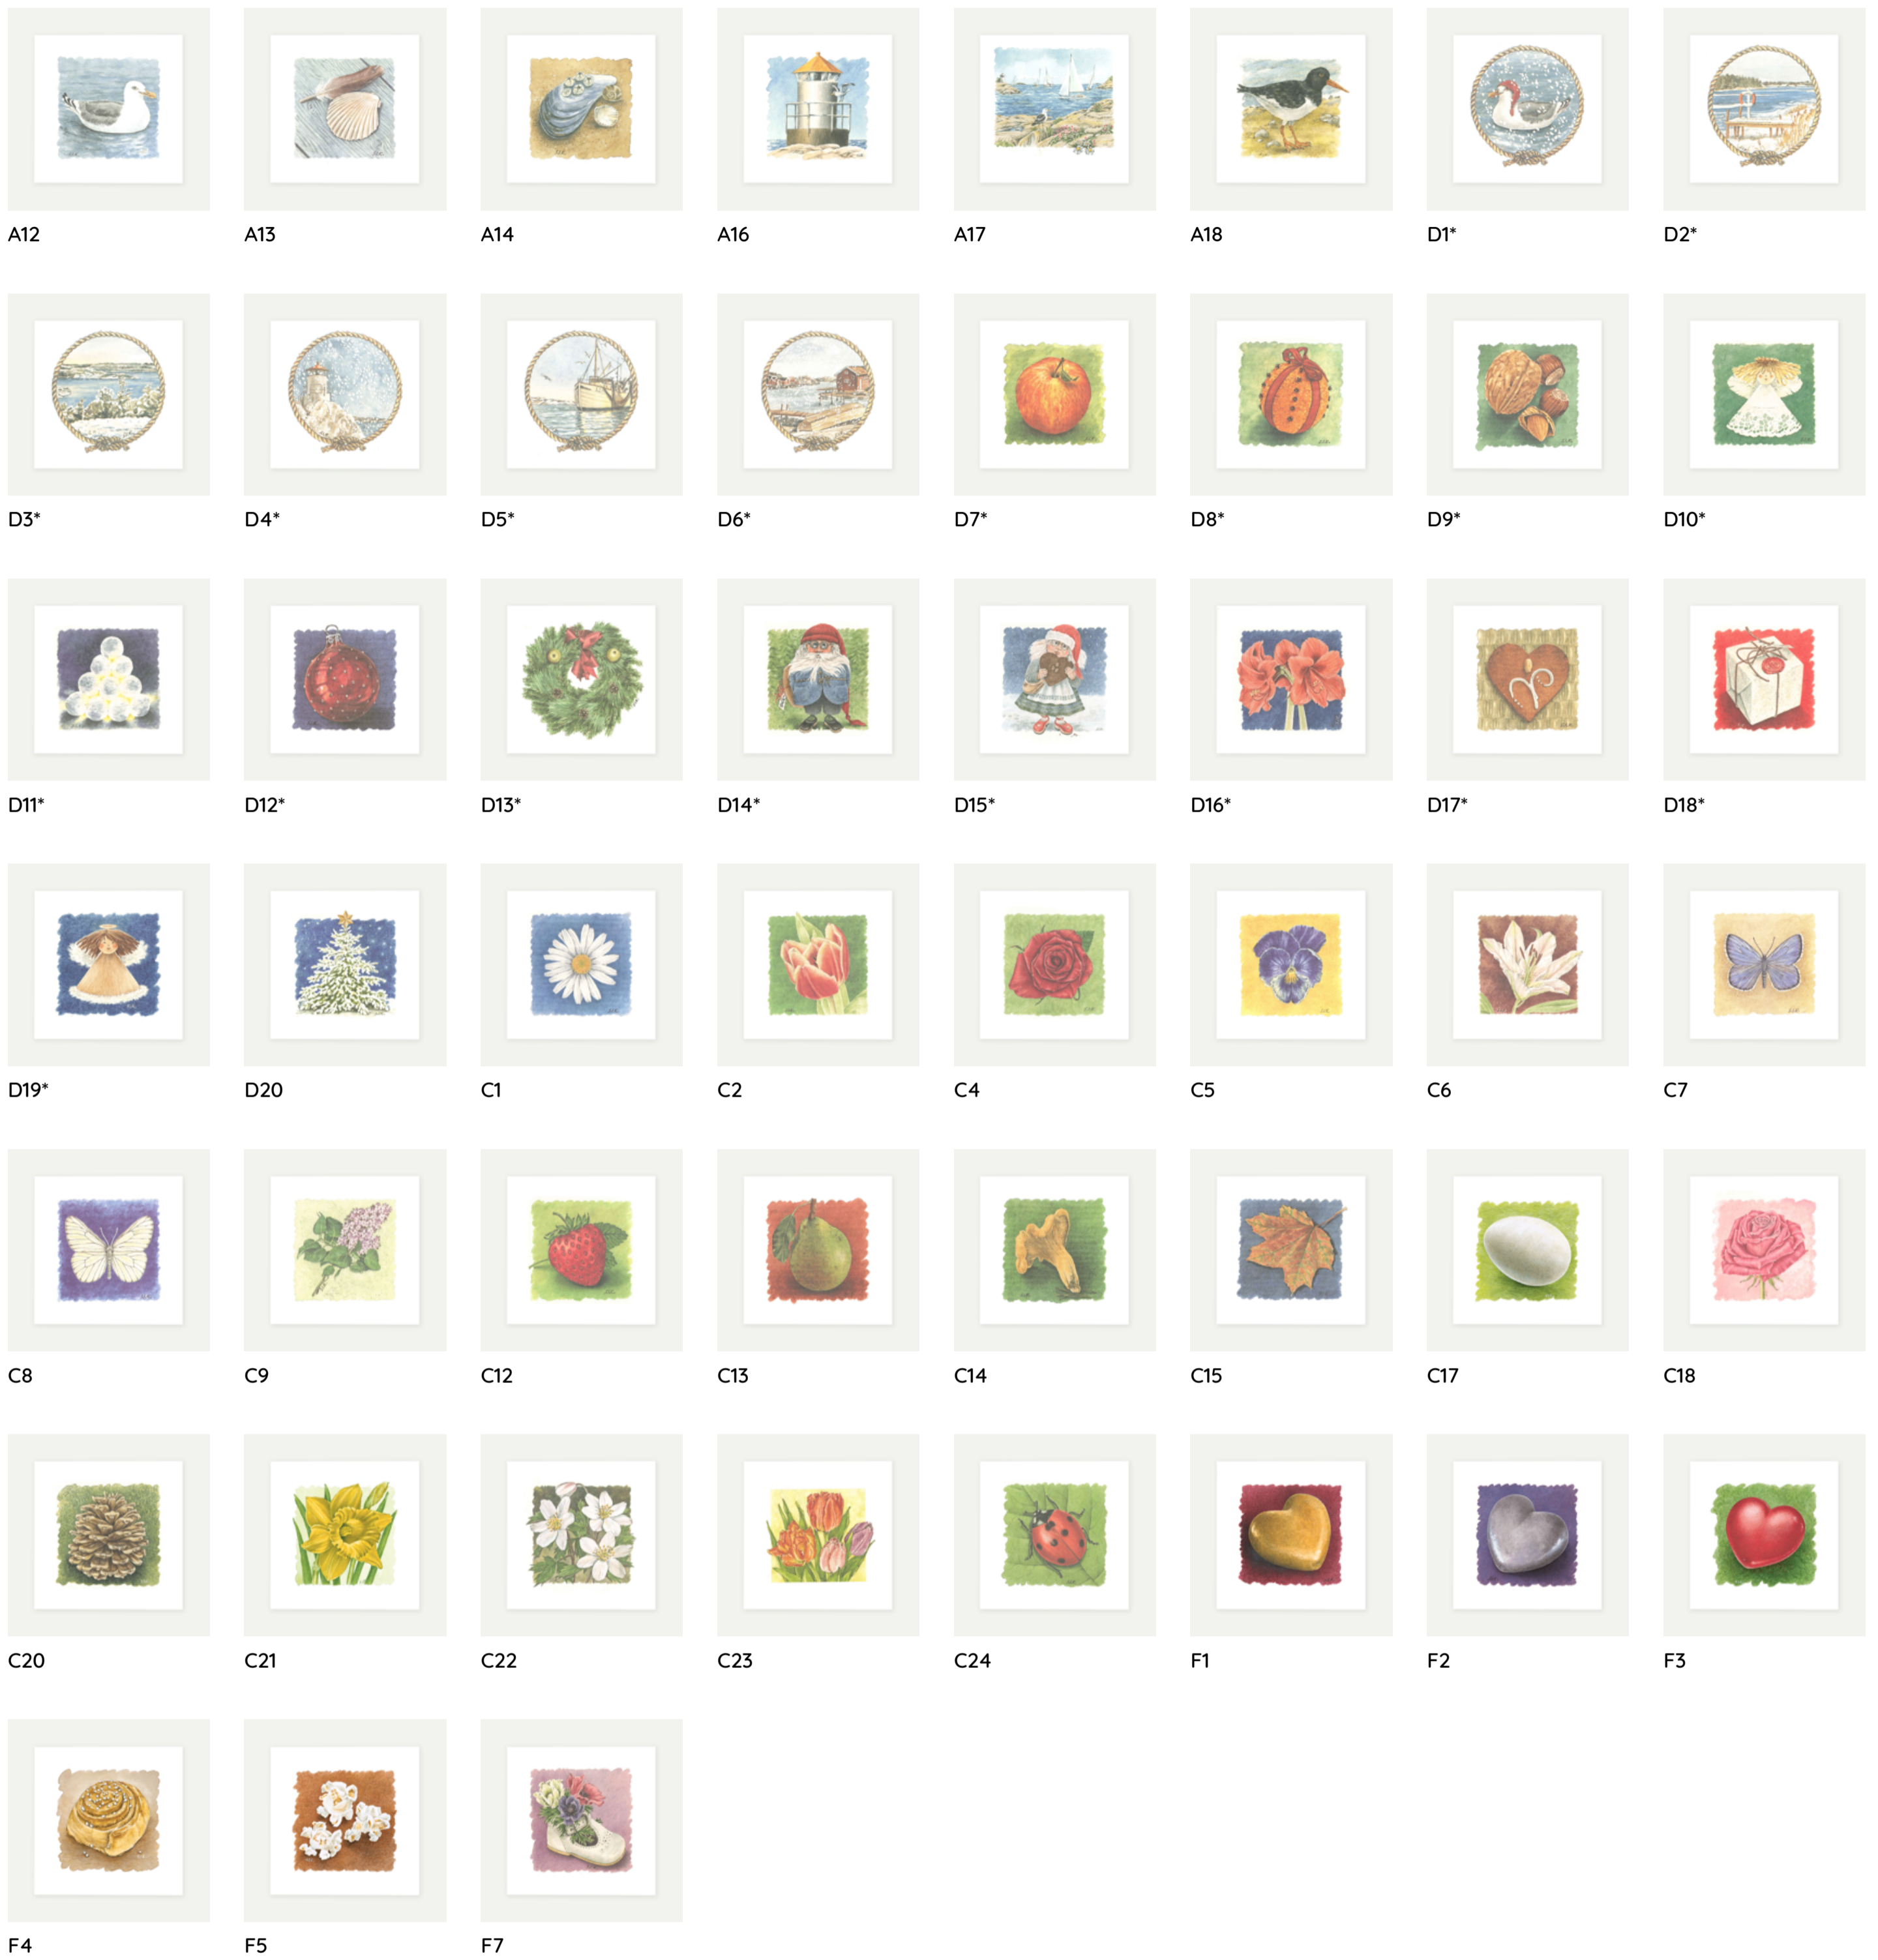 A12 A13 A14 A16 A17 A18 D1* D2*
D3* D4* D5* D6* D7* D8* D9* D10*
D11* D12* D13* D14* D15* D16* D17* D18*
D19* D20 C1 C2 C4 C5 C6 C7
C8 C9 C12 C13 C14 C15 C17 C18
C20 C21 C22 C23 C24 F1 F2 F3
F4 F5 F7